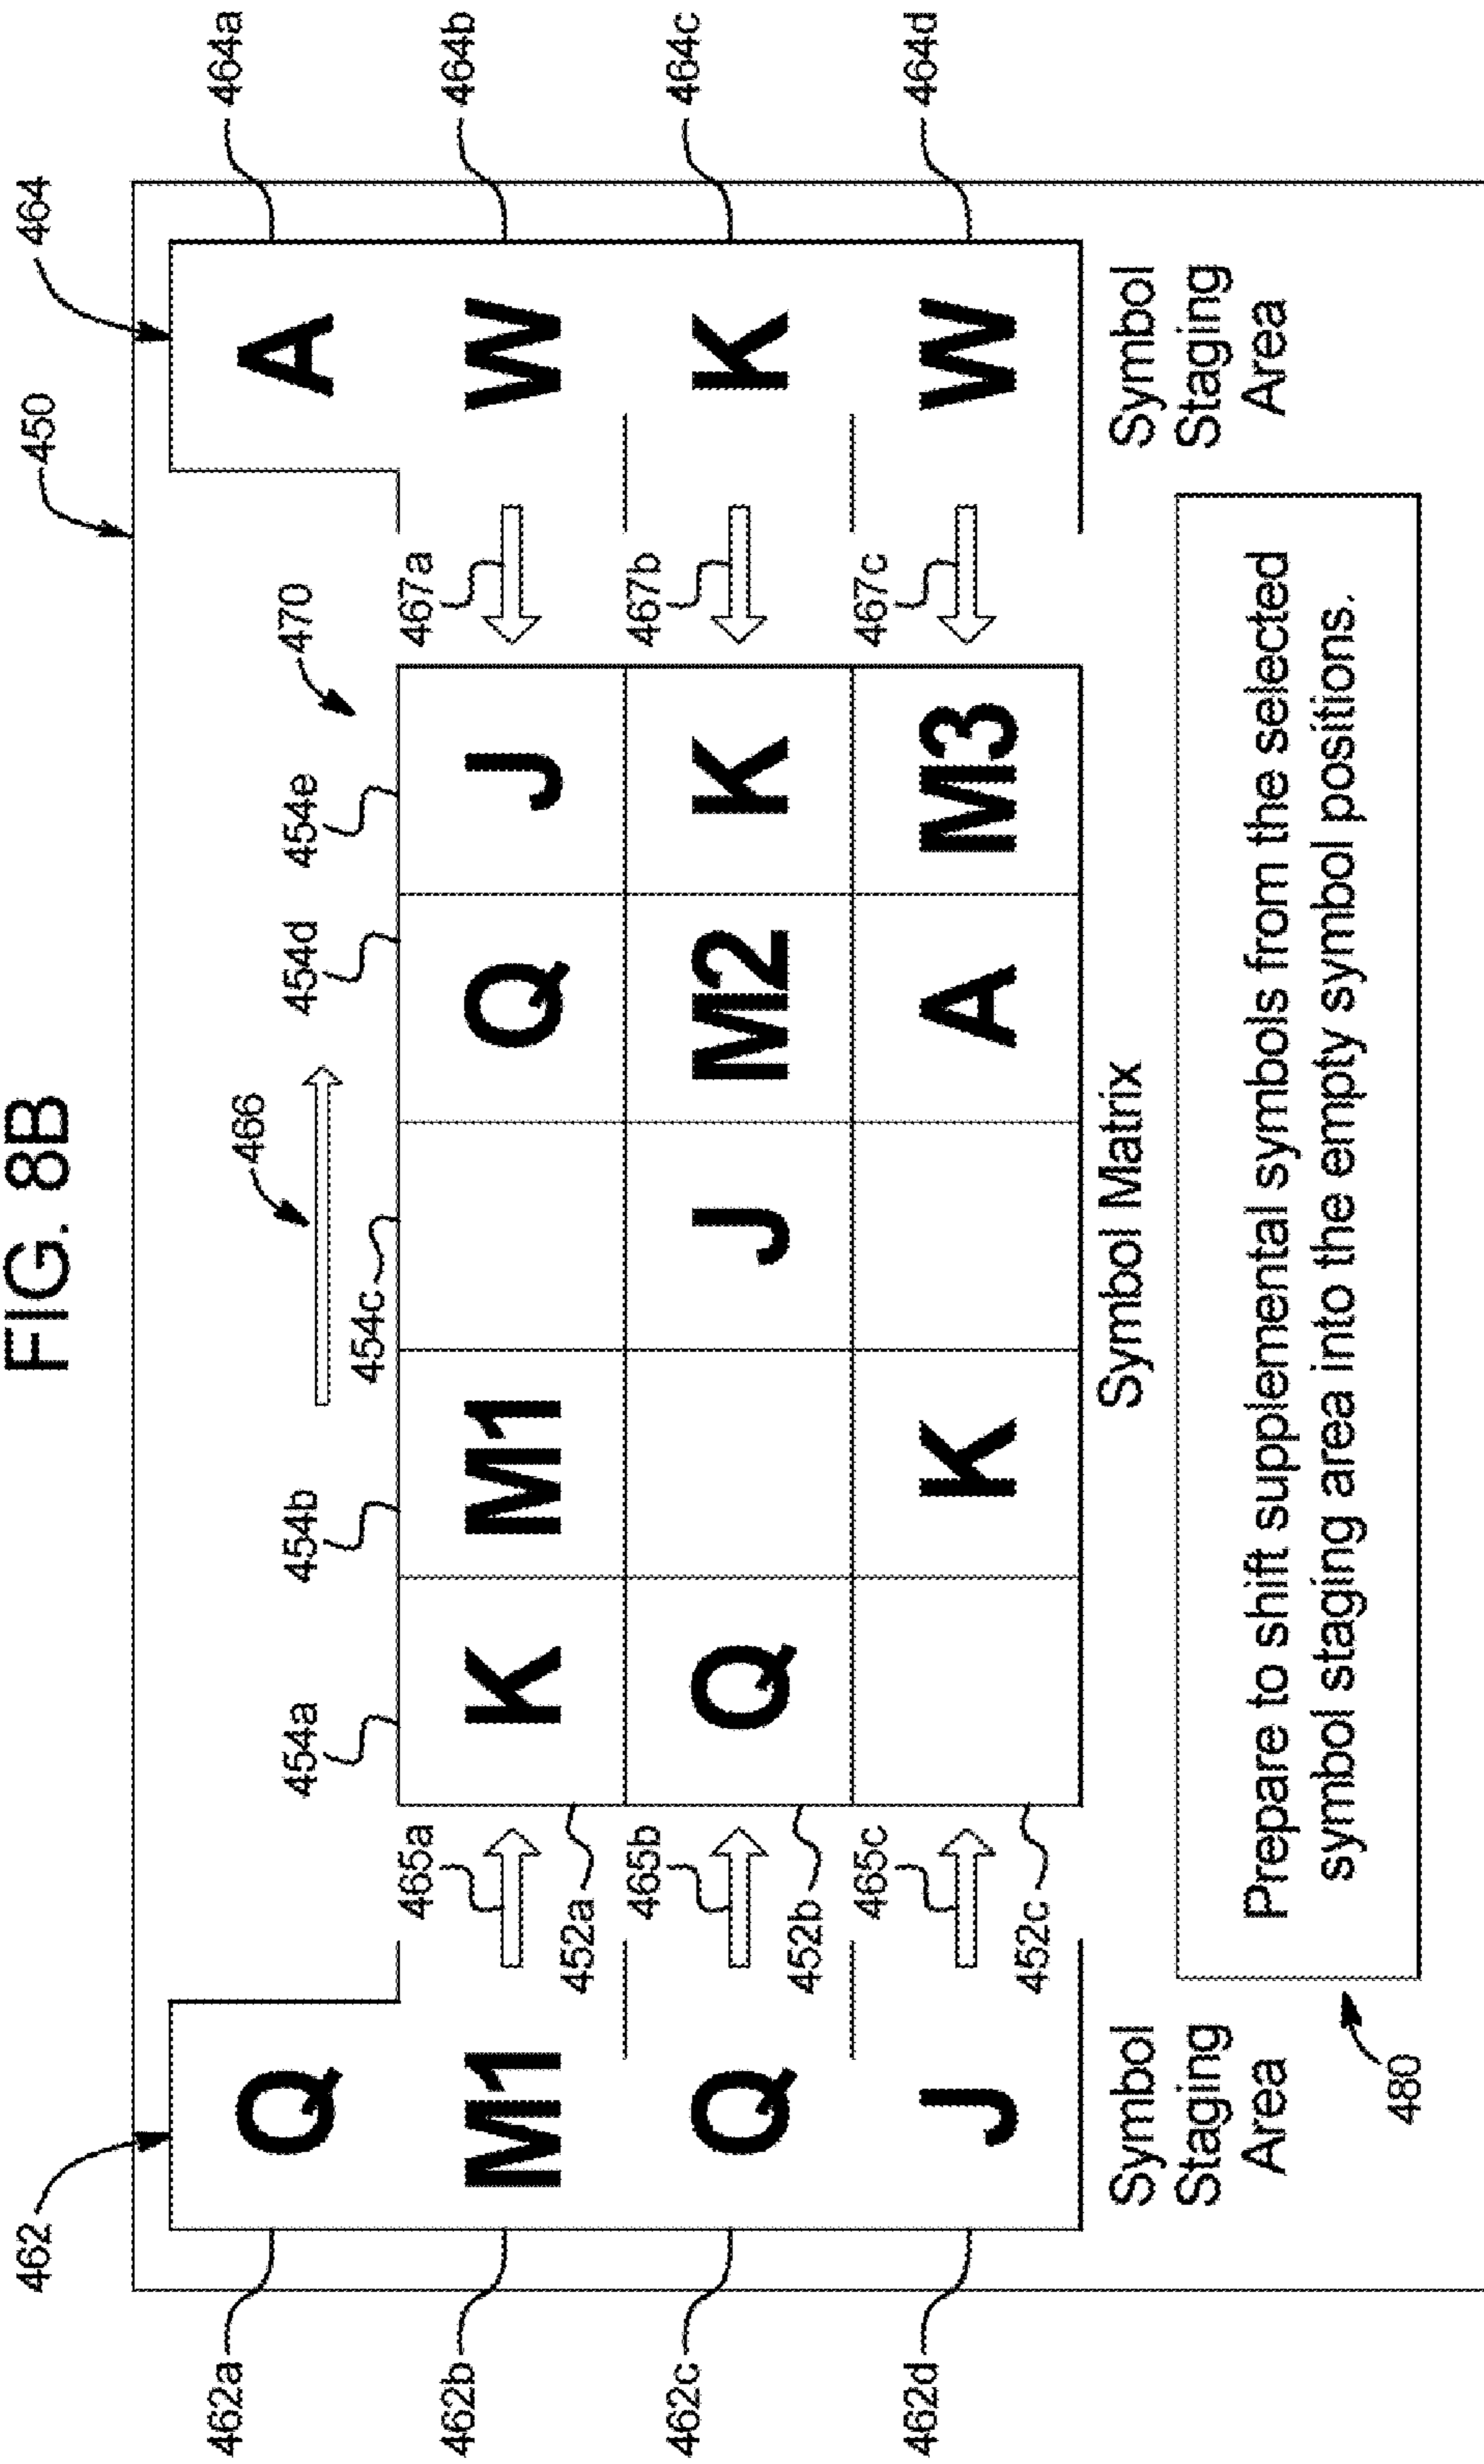 FIG. 8B
462
450
464
466
470
454a
454b
454c
454d
454e
462a
Q
A
464a
462b
M1
465a
K
M1
Q
J
467a
W
464b
452a
462c
Q
465b
Q
J
M2
K
467b
K
464c
452b
462d
J
465c
K
A
M3
467c
W
464d
452c
Symbol
Staging
Area
Symbol Matrix
Symbol
Staging
Area
Prepare to shift supplemental symbols from the selected
symbol staging area into the empty symbol positions.
480